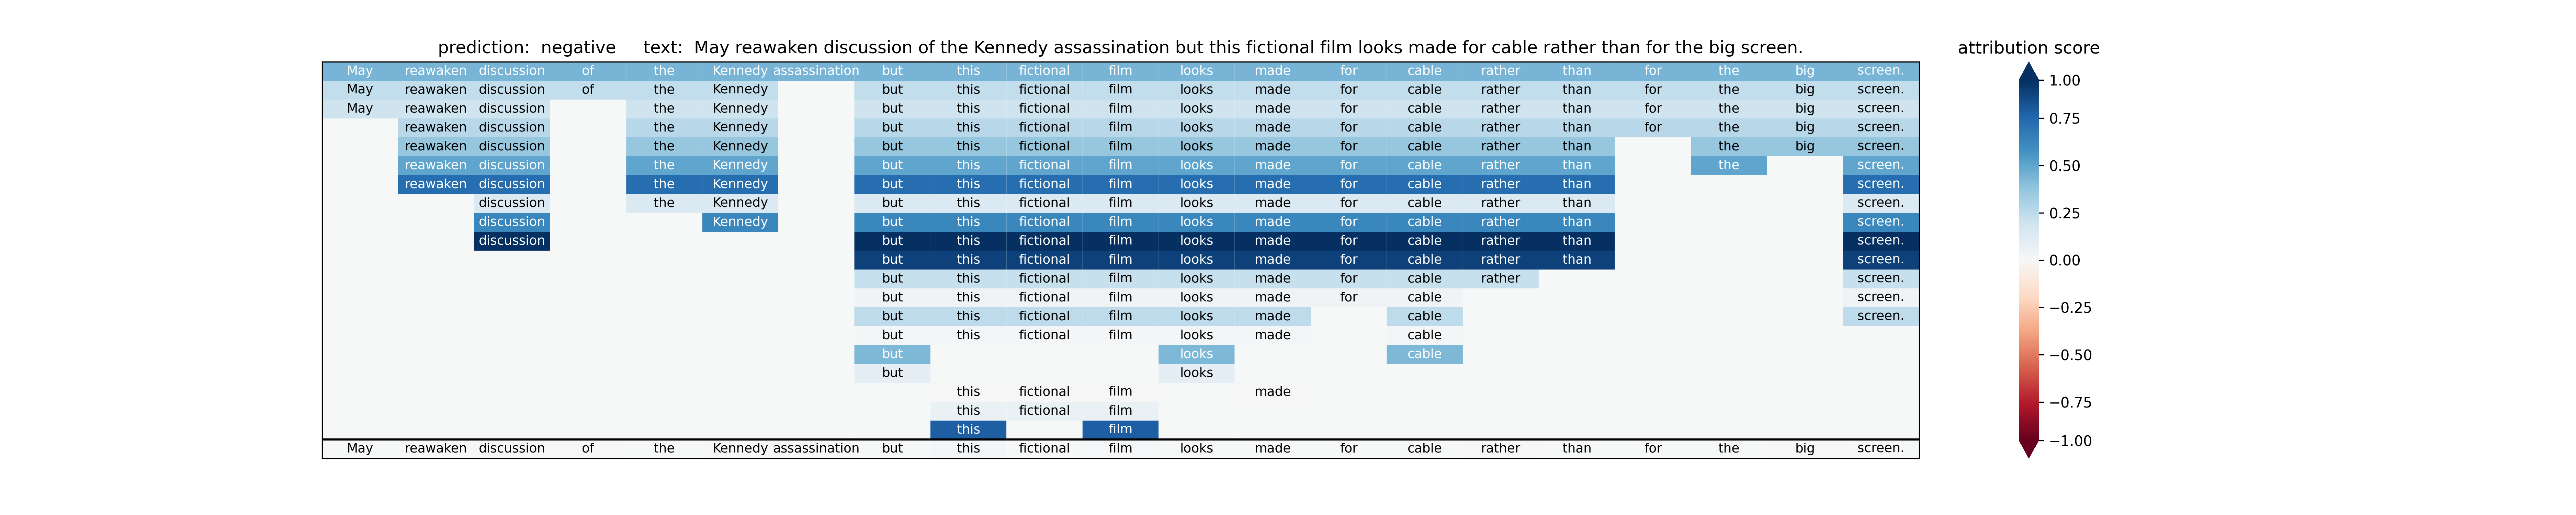 prediction: negative text: May reawaken discussion of the Kennedy assassination but this fictional film looks made for cable rather than for the big screen.
attribution score
May reawaken discussion of the Kennedy assassination but this fictional film looks made for cable rather than for the big screen.
May reawaken discussion of the Kennedy but this fictional film looks made for cable rather than for the big screen.
May reawaken discussion the Kennedy but this fictional film looks made for cable rather than for the big screen.
reawaken discussion the Kennedy but this fictional film looks made for cable rather than for the big screen.
reawaken discussion the Kennedy but this fictional film looks made for cable rather than the big screen.
reawaken discussion the Kennedy but this fictional film looks made for cable rather than the screen.
reawaken discussion the Kennedy but this fictional film looks made for cable rather than screen.
discussion the Kennedy but this fictional film looks made for cable rather than screen.
discussion Kennedy but this fictional film looks made for cable rather than screen.
discussion but this fictional film looks made for cable rather than screen.
but this fictional film looks made for cable rather than screen.
but this fictional film looks made for cable rather screen.
but this fictional film looks made for cable screen.
but this fictional film looks made cable screen.
but this fictional film looks made cable
but looks cable
but looks
this fictional film made
this fictional film
this film
May reawaken discussion of the Kennedy assassination but this fictional film looks made for cable rather than for the big screen.
1.00
0.75
0.50
0.25
0.00
−0.25
−0.50
−0.75
−1.00